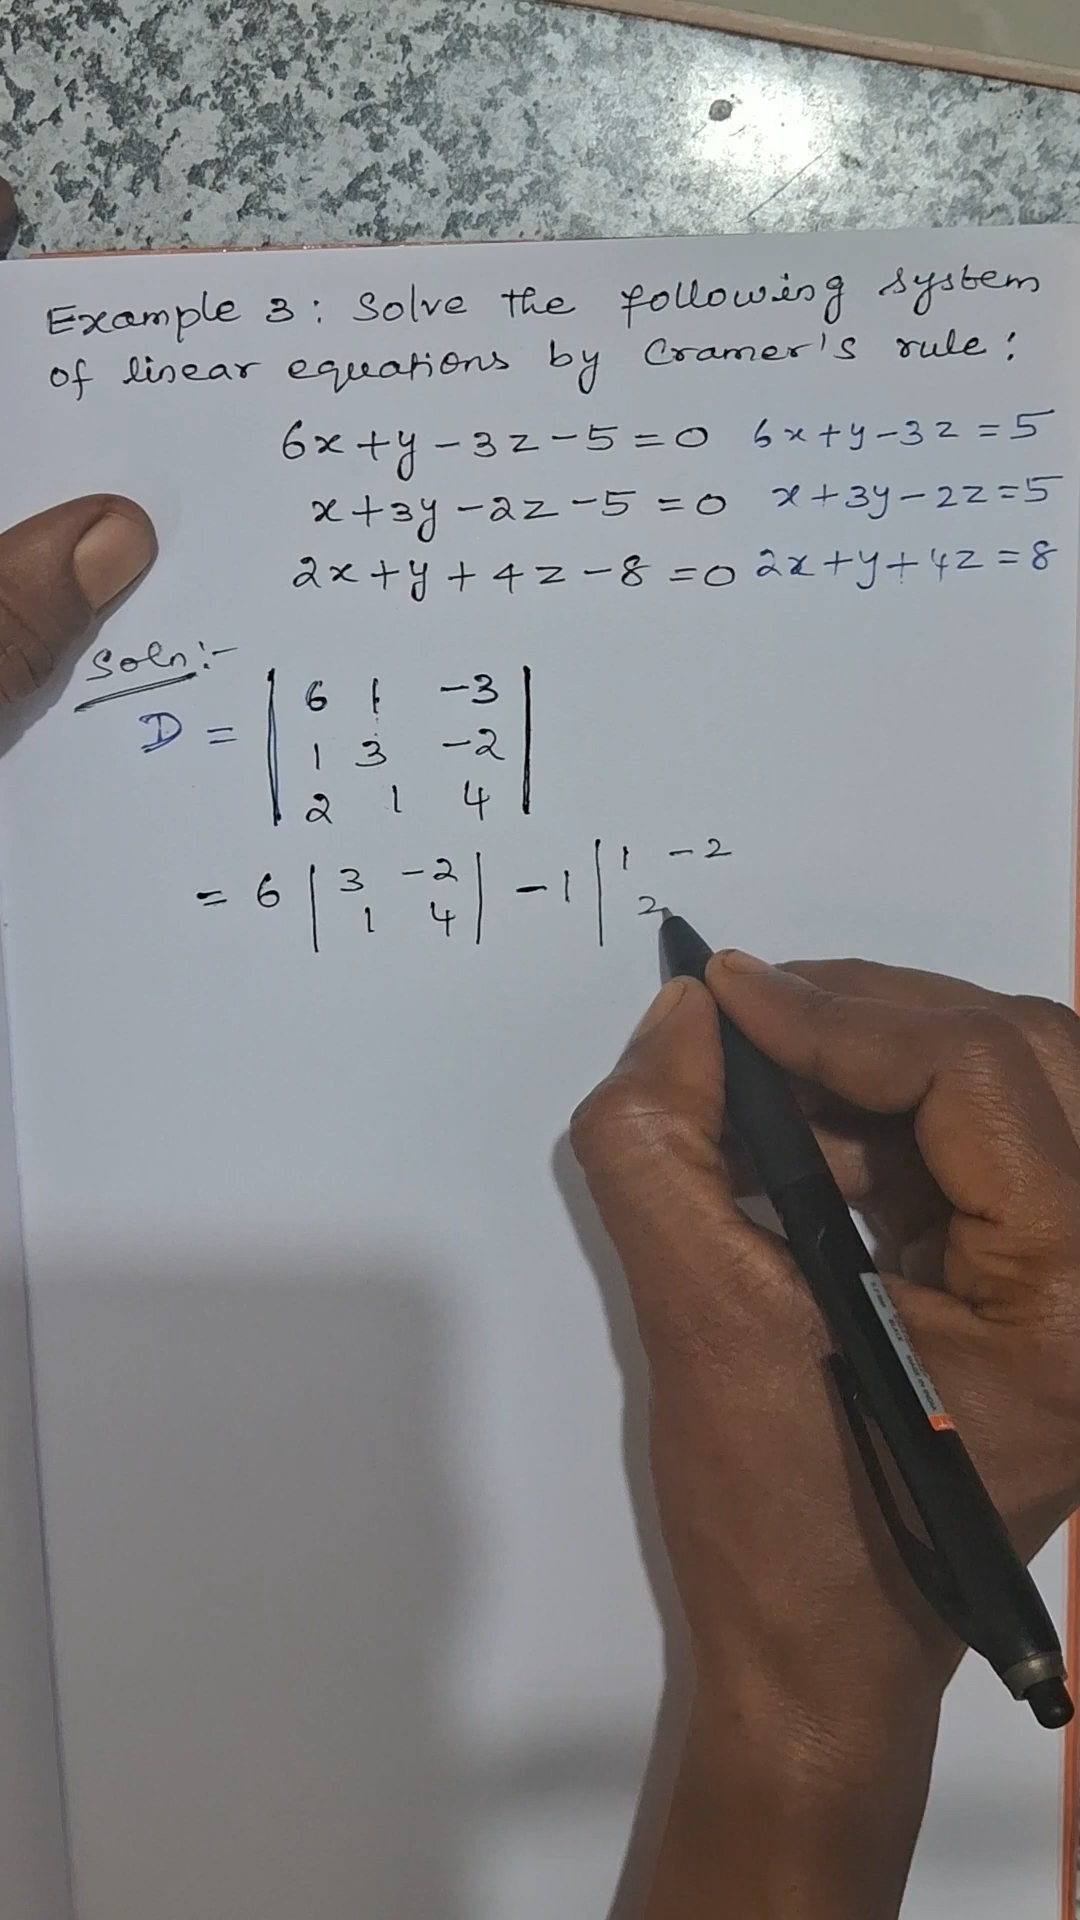 Example 3: Solve the following system
of linear equations by Cramer's rule:
6x+y-3z-5=0 6x+y-3z=5
x+3y-2z-5=0 x+3y-2z=5
2x+y+4z-8=0 2x+y+4z=8
Soln:-
D = | 6 1 -3 |
| 1 3 -2 |
| 2 1 4 |
= 6 | 3 -2 | -1 | 1 -2
| 1 4 | | 2